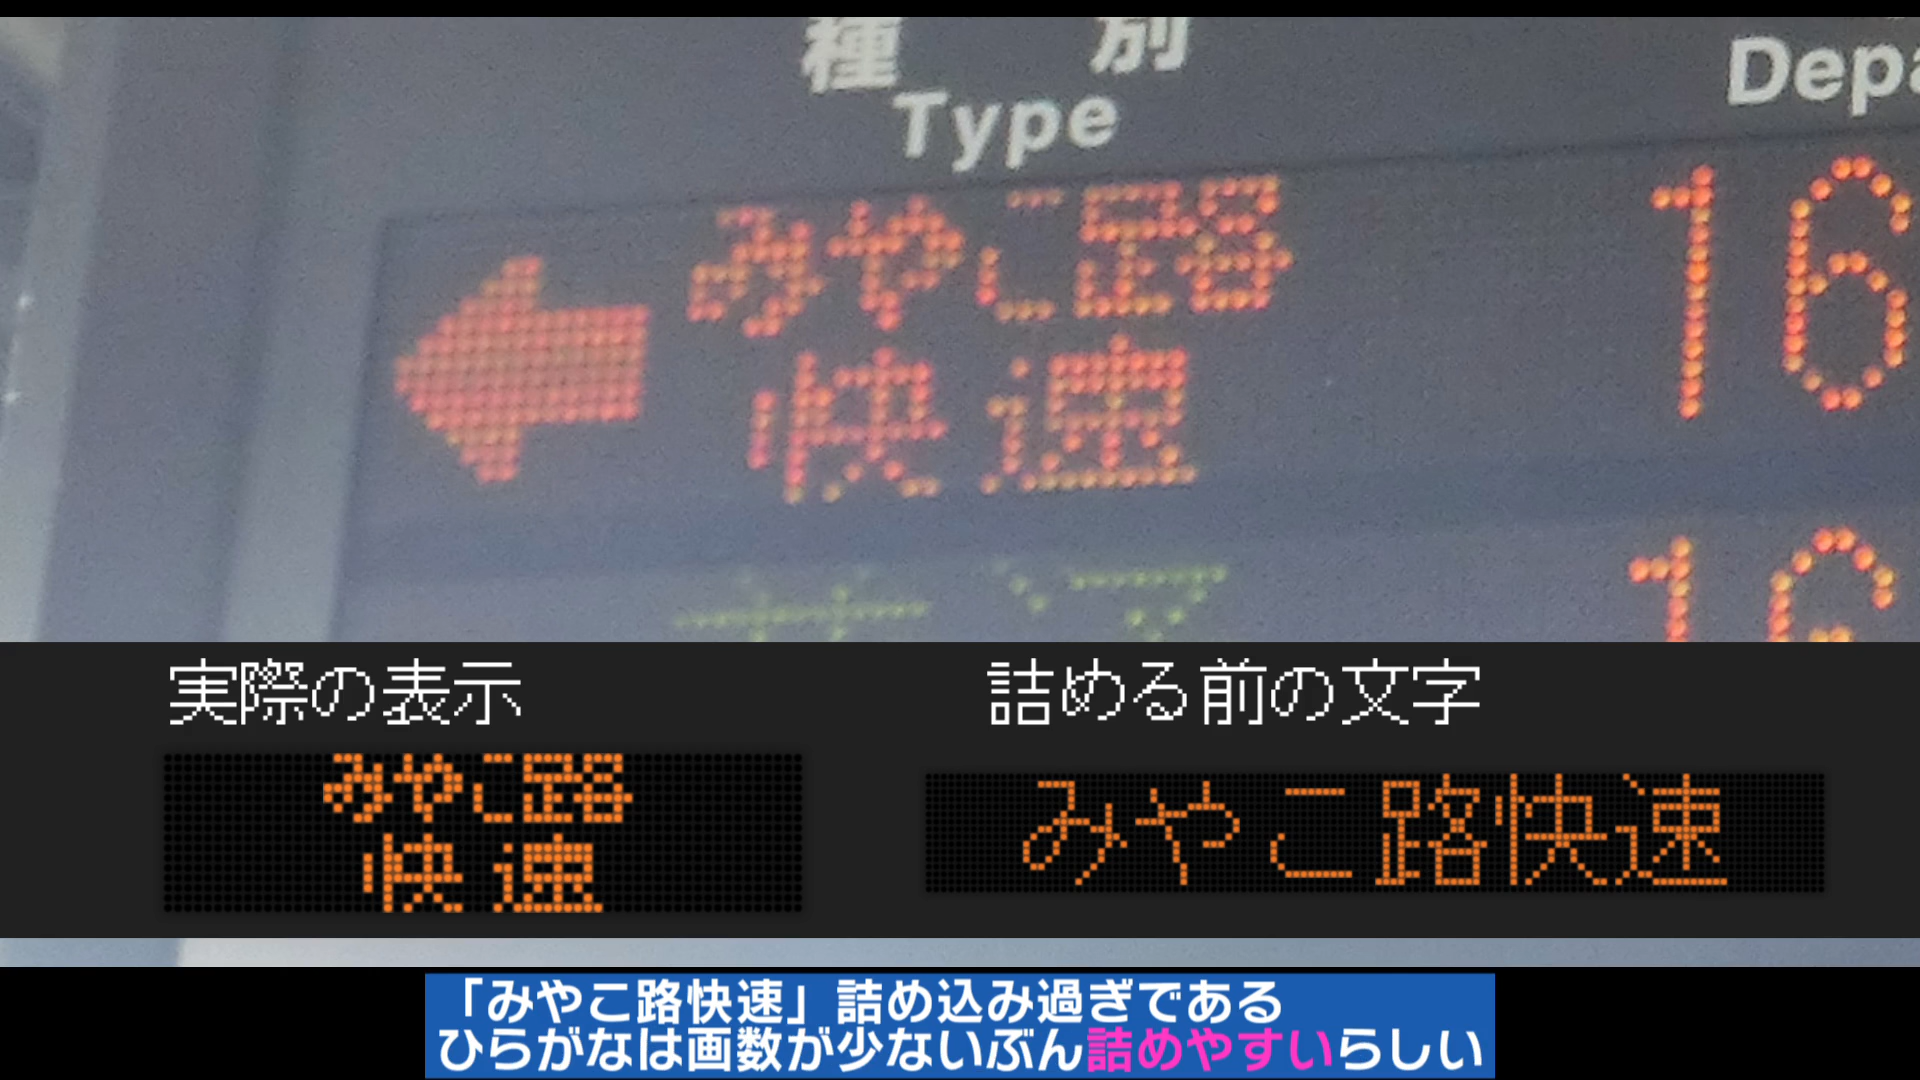 種別
Type
Depa
みやこ路
快速
16
16
実際の表示
詰める前の文字
みやこ路
快速
みやこ路快速
「みやこ路快速」詰め込み過ぎである
ひらがなは画数が少ないぶん詰めやすいらしい